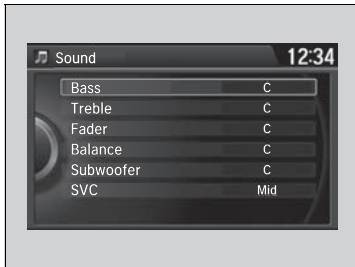 Sound 12:34
Bass C
Treble C
Fader C
Balance C
Subwoofer C
SVC Mid